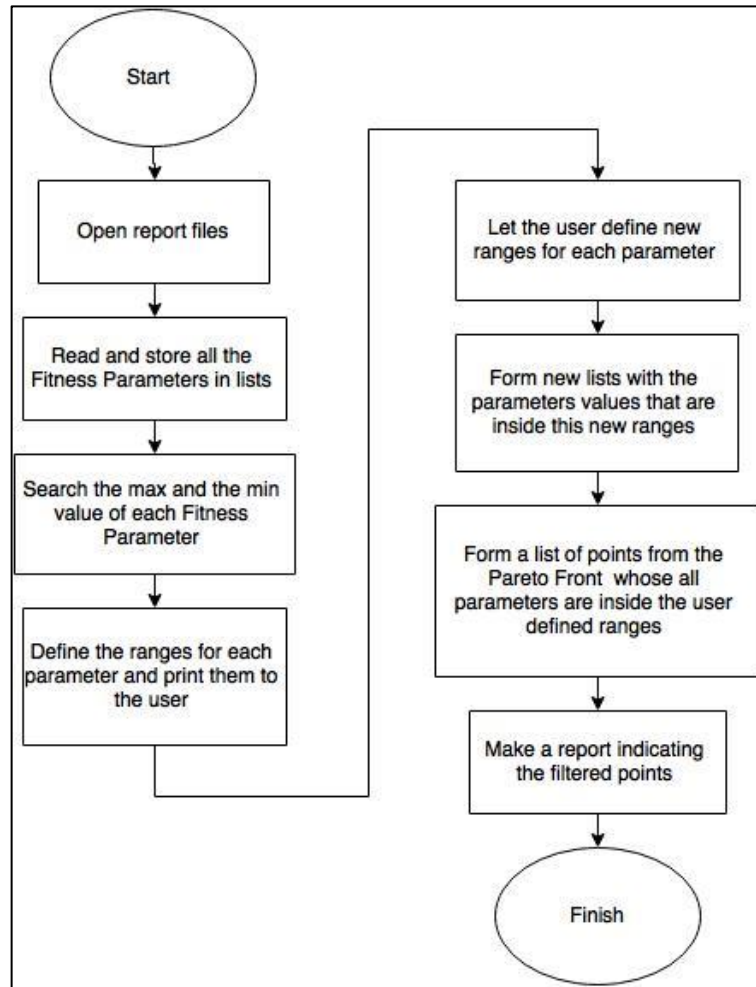 Start
Open report files
Read and store all the
Fitness Parameters in lists
Search the max and the min
value of each Fitness
Parameter
Define the ranges for each
parameter and print them to
the user
Let the user define new
ranges for each parameter
Form new lists with the
parameters values that are
inside this new ranges
Form a list of points from the
Pareto Front whose all
parameters are inside the user
defined ranges
Make a report indicating
the filtered points
Finish